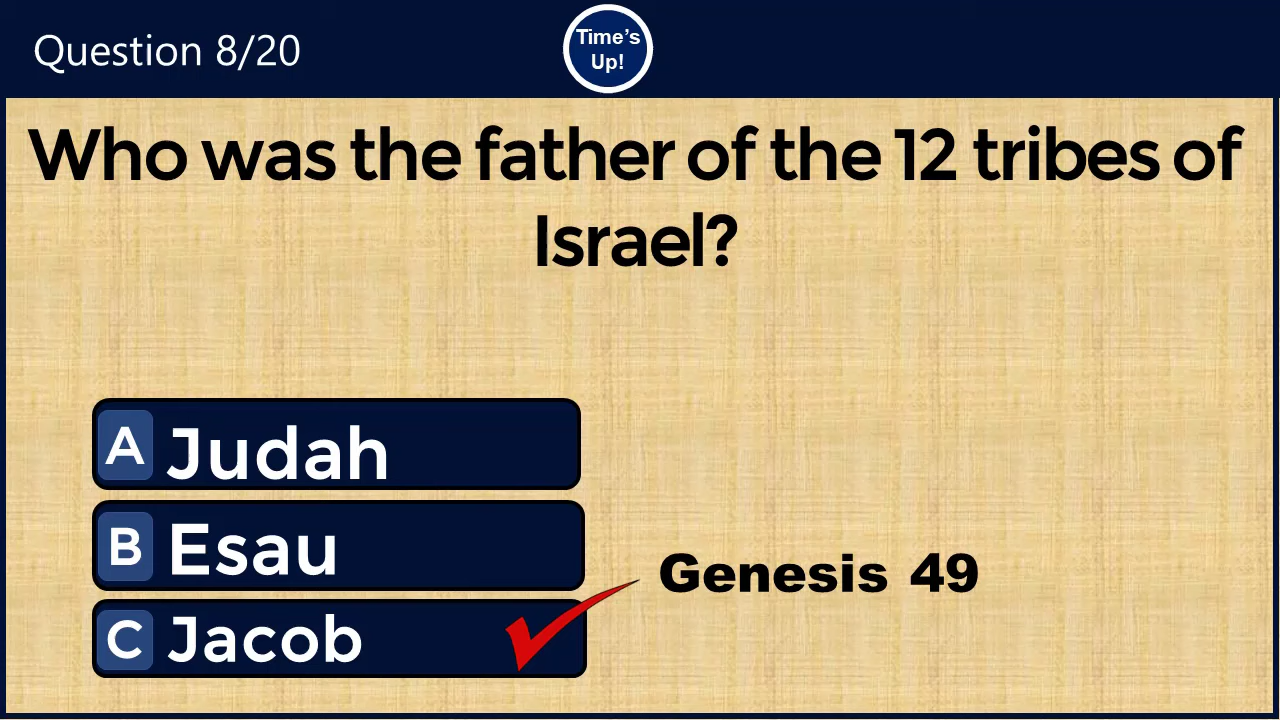 Question 8/20
Time’s
Up!
Who was the father of the 12 tribes of
Israel?
A Judah
B Esau
Genesis 49
C Jacob